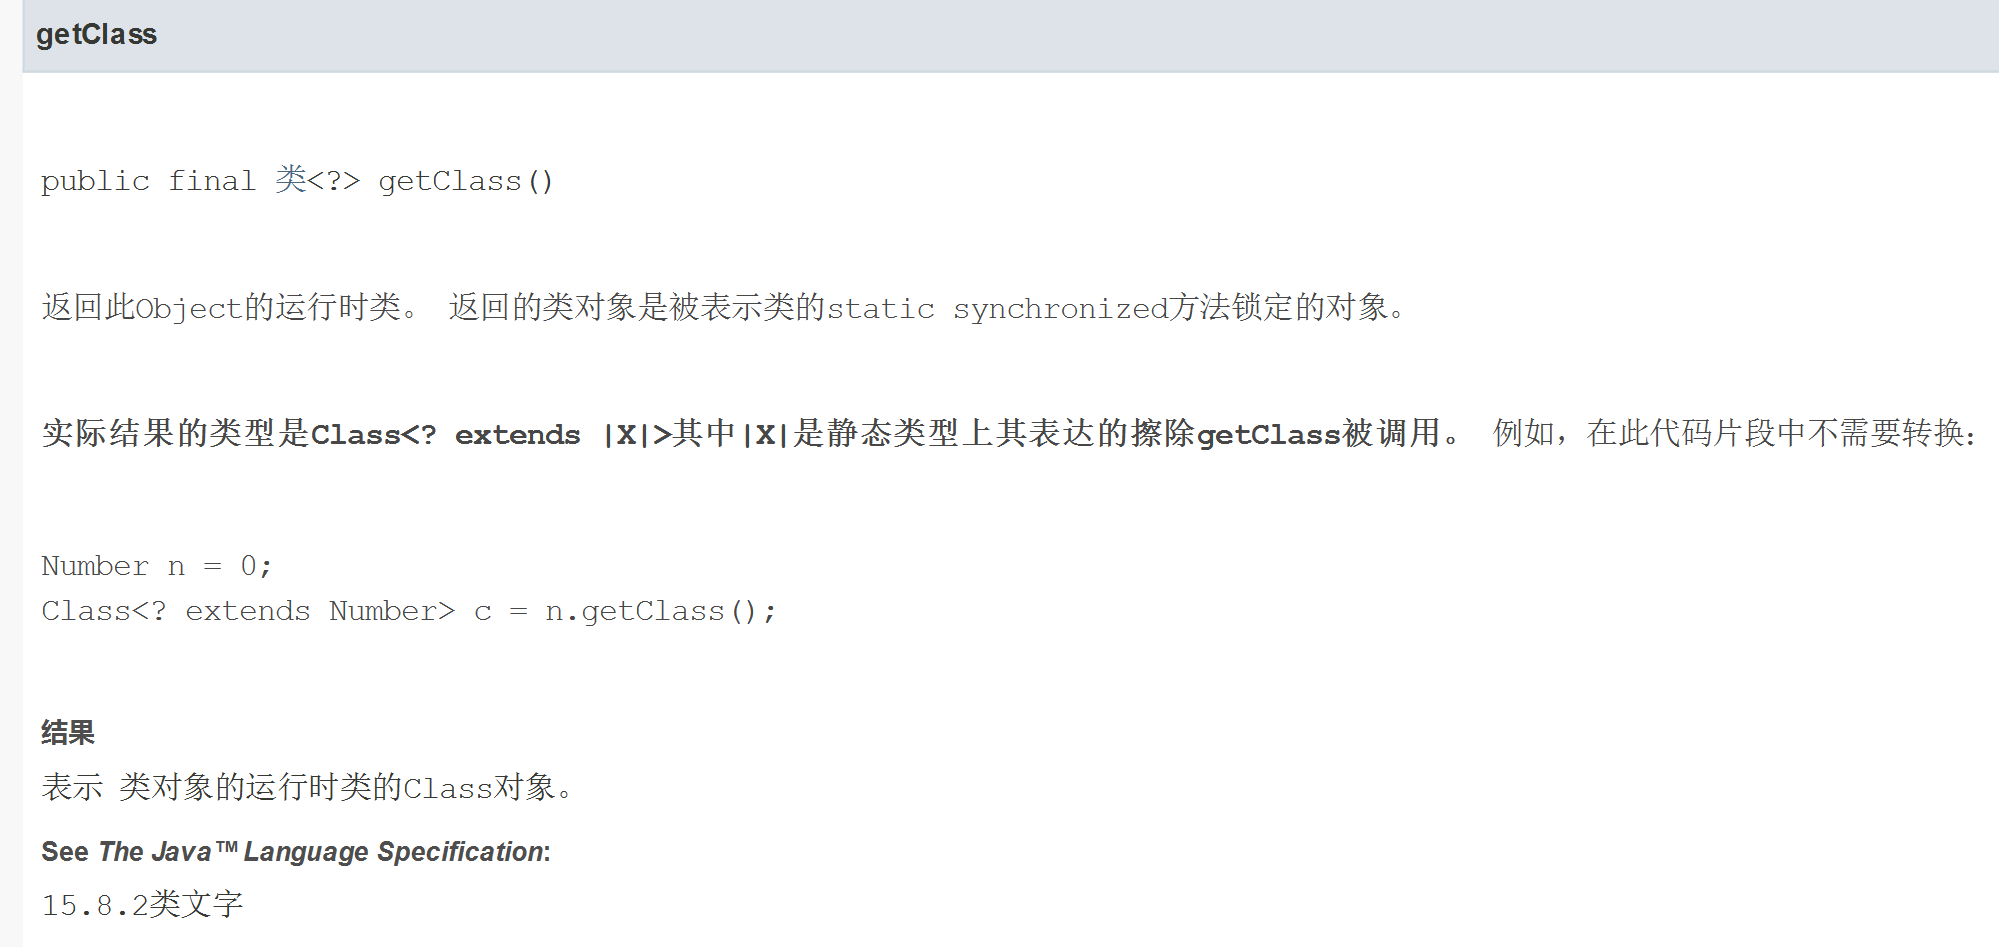 getClass
public final 类<?> getClass()
返回此Object的运行时类。 返回的类对象是被表示类的static synchronized方法锁定的对象。
实际结果的类型是Class<? extends |X|>其中|X|是静态类型上其表达的擦除getClass被调用。 例如，在此代码片段中不需要转换：
Number n = 0;
Class<? extends Number> c = n.getClass();
结果
表示 类对象的运行时类的Class对象。
See The Java™ Language Specification:
15.8.2类文字